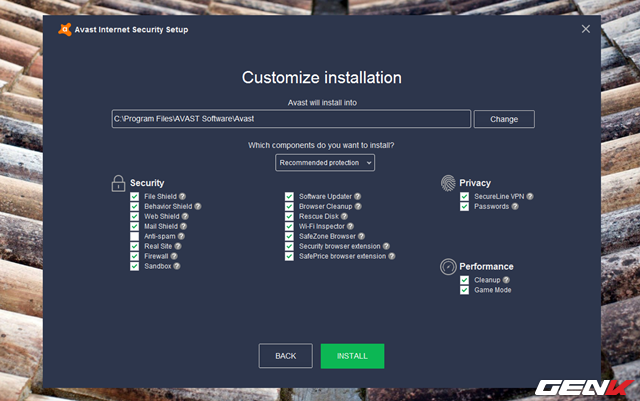 Avast Internet Security Setup
Customize installation
Avast will install into
C:\Program Files\AVAST Software\Avast
Change
Which components do you want to install?
Recommended protection
Security
File Shield ?
Behavior Shield ?
Web Shield ?
Mail Shield ?
Anti-spam ?
Real Site ?
Firewall ?
Sandbox ?
Software Updater ?
Browser Cleanup ?
Rescue Disk ?
Wi-Fi Inspector ?
SafeZone Browser ?
Security browser extension ?
SafePrice browser extension ?
Privacy
SecureLine VPN ?
Passwords ?
Performance
Cleanup ?
Game Mode
BACK
INSTALL
GENK